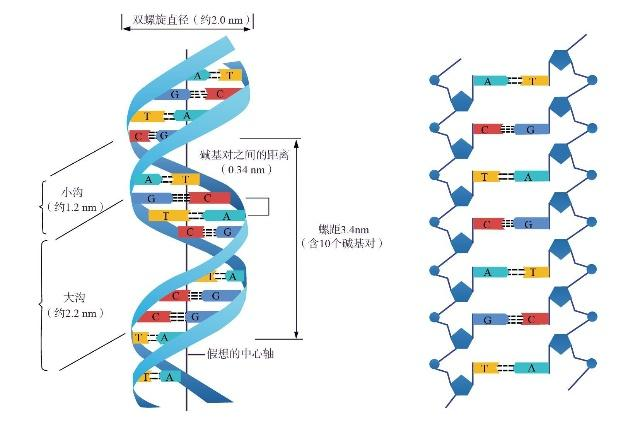 双螺旋直径（约2.0 nm）
A T
G C
T A
C G
碱基对之间的距离
（0.34 nm）
A T
G C
T A
C G
小沟
（约1.2 nm）
螺距3.4nm
（含10个碱基对）
大沟
（约2.2 nm）
T A
C G
C G
T A
假想的中心轴
T A
A T
C G
T A
C G
A T
G C
T A